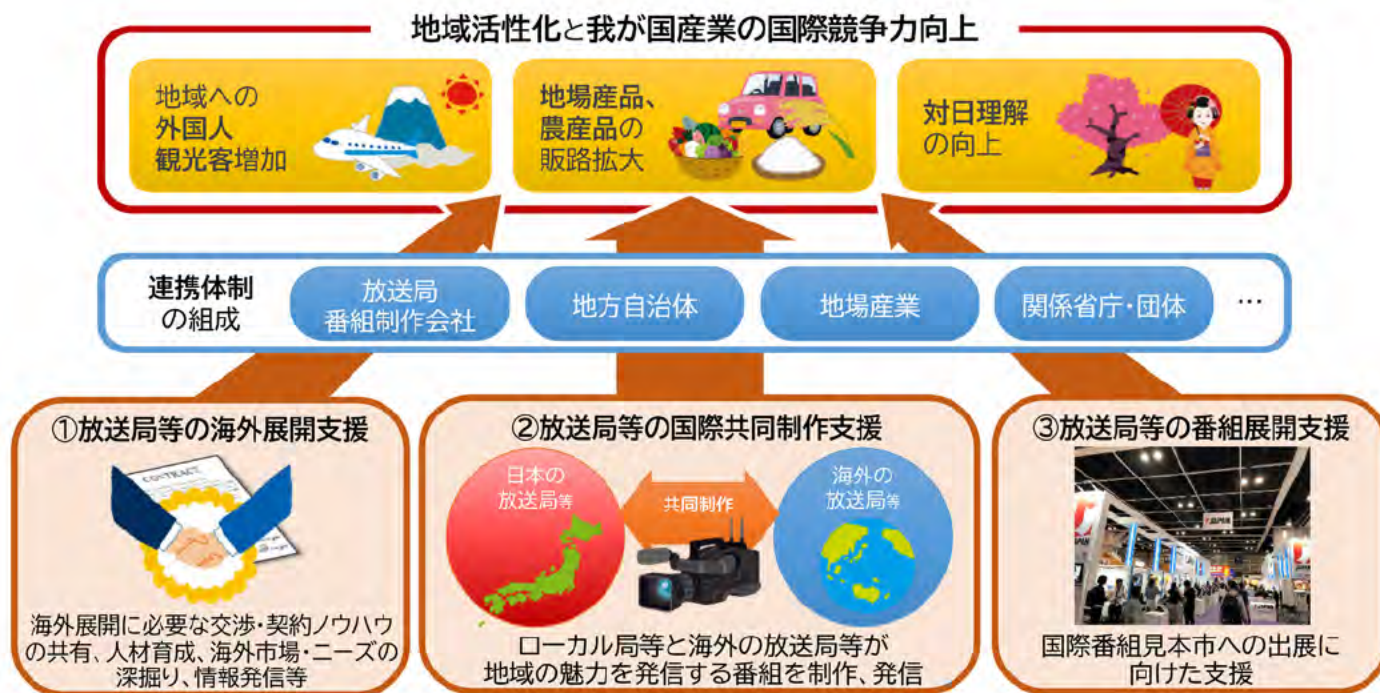 地域活性化と我が国産業の国際競争力向上
地域への
外国人
観光客増加
地場産品、
農産品の
販路拡大
対日理解
の向上
連携体制
の組成
放送局
番組制作会社
地方自治体
地場産業
関係省庁・団体
…
①放送局等の海外展開支援
CONTRACT
海外展開に必要な交渉・契約ノウハウ
の共有、人材育成、海外市場・ニーズの
深掘り、情報発信等
②放送局等の国際共同制作支援
日本の
放送局等
共同制作
海外の
放送局等
ローカル局等と海外の放送局等が
地域の魅力を発信する番組を制作、発信
③放送局等の番組展開支援
JAPAN
国際番組見本市への出展に
向けた支援